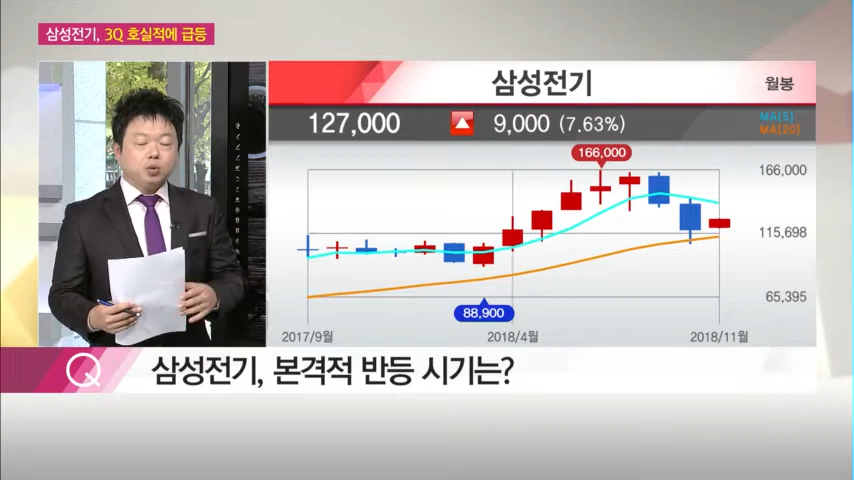 삼성전기, 3Q 호실적에 급등
삼성전기
월봉
127,000 9,000 (7.63%)
MA(5)
MA(20)
166,000
166,000
115,698
65,395
88,900
2017/9월 2018/4월 2018/11월
Q 삼성전기, 본격적 반등 시기는?